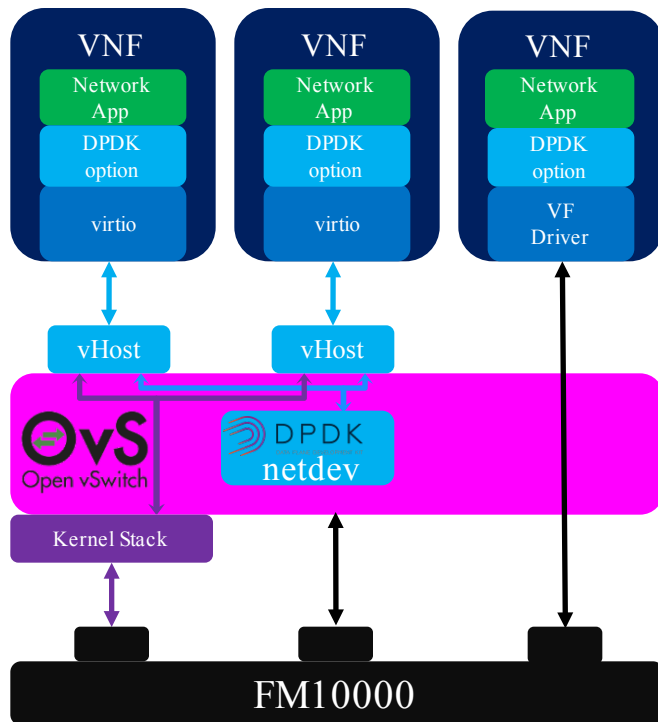 VNF
Network
App
DPDK
option
virtio
VNF
Network
App
DPDK
option
virtio
VNF
Network
App
DPDK
option
VF
Driver
vHost
vHost
OvS
Open vSwitch
DPDK
netdev
Kernel Stack
FM10000